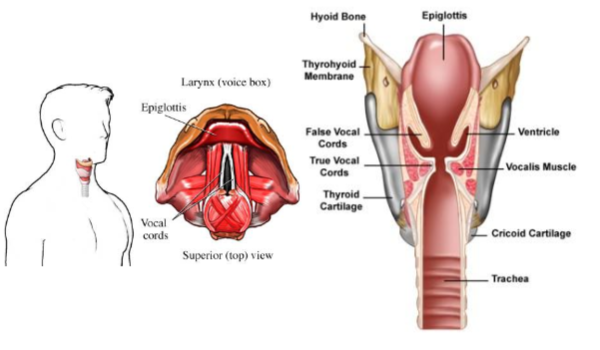 Larynx (voice box)
Epiglottis
Vocal
cords
Superior (top) view
Hyoid Bone
Epiglottis
Thyrohyoid
Membrane
False Vocal
Cords
Ventricle
True Vocal
Cords
Vocalis Muscle
Thyroid
Cartilage
Cricoid Cartilage
Trachea